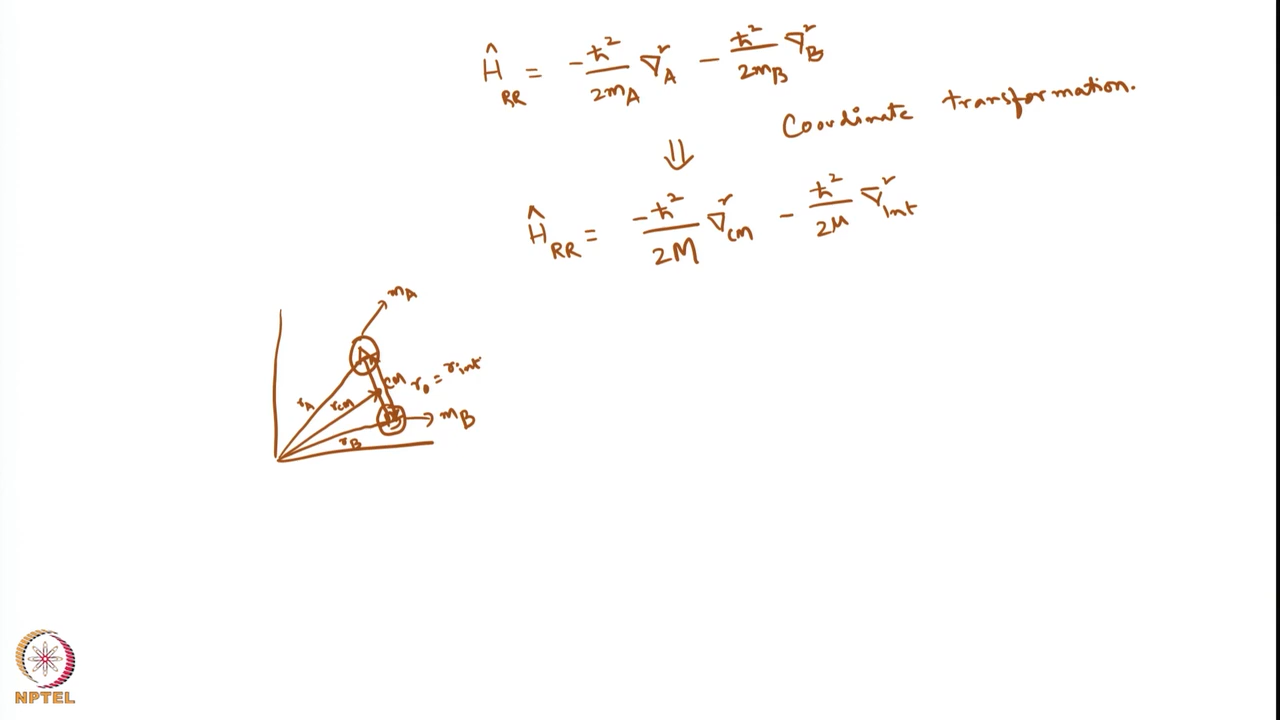 Ĥ_RR = -ħ²/2m_A ∇²_A - ħ²/2m_B ∇²_B
Coordinate transformation.
⇓
Ĥ_RR = -ħ²/2M ∇²_CM - ħ²/2μ ∇²_int
m_A
A
r_A
r_CM
CM
r_0 = r_int
r_B
B
m_B
NPTEL